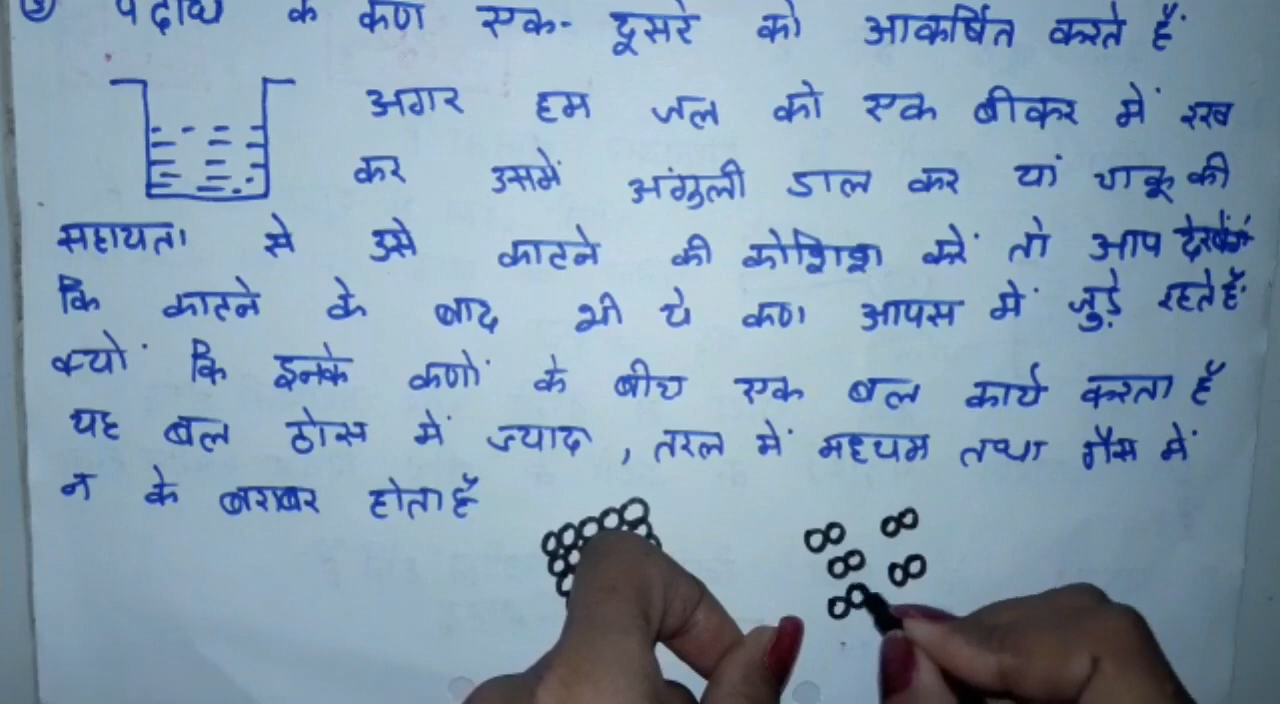 पदार्थ के कण एक-दूसरे को आकर्षित करते हैं
अगर हम जल को एक बीकर में रख
कर उसमें अंगुली डाल कर यां चाकू की
सहायता से उसे काटने की कोशिश करें तो आप देखेंगे
कि काटने के बाद भी ये कण आपस में जुड़े रहते हैं
क्यों कि इनके कणों के बीच एक बल कार्य करता है
यह बल ठोस में ज्याद, तरल में मध्यम तथा गैस में
न के बराबर होता है